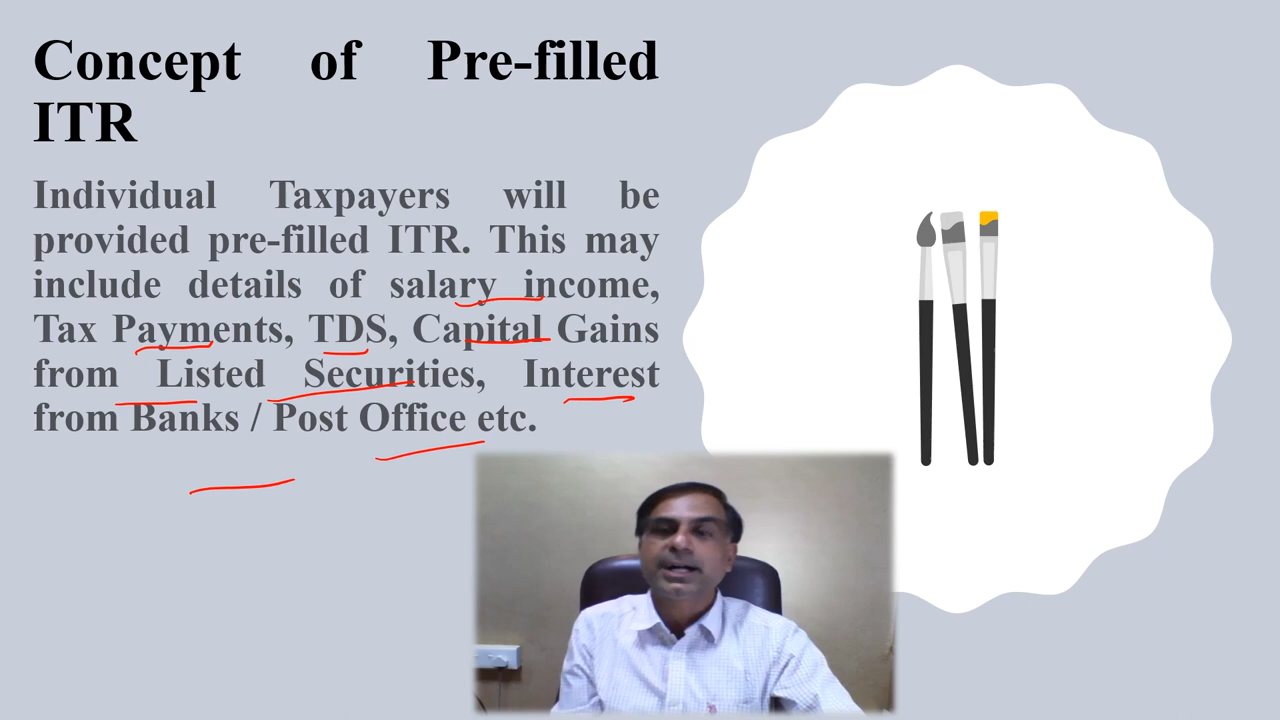 Concept of Pre-filled
ITR
Individual Taxpayers will be
provided pre-filled ITR. This may
include details of salary income,
Tax Payments, TDS, Capital Gains
from Listed Securities, Interest
from Banks / Post Office etc.